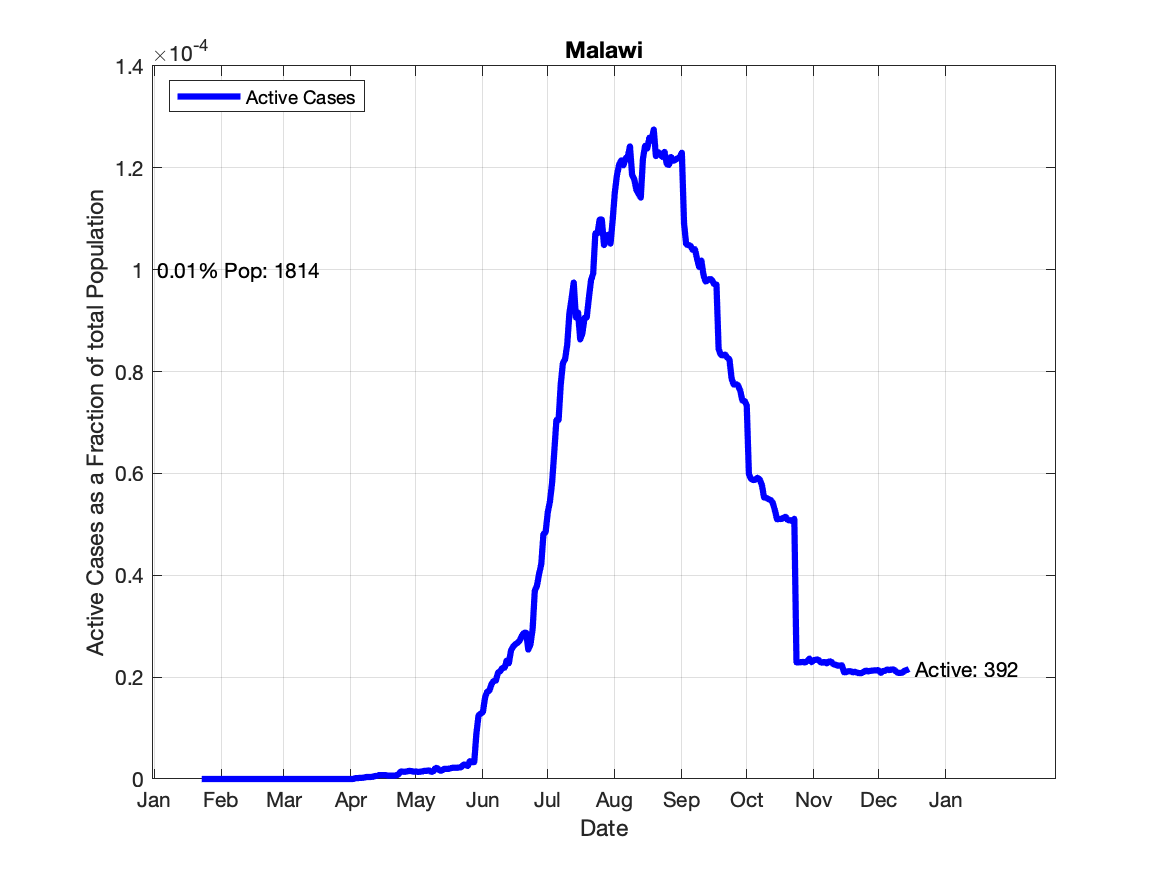 Malawi
×10-4
1.4
1.2
1
0.8
0.6
0.4
0.2
0
Active Cases
0.01% Pop: 1814
Active: 392
Active Cases as a Fraction of total Population
Jan Feb Mar Apr May Jun Jul Aug Sep Oct Nov Dec Jan
Date